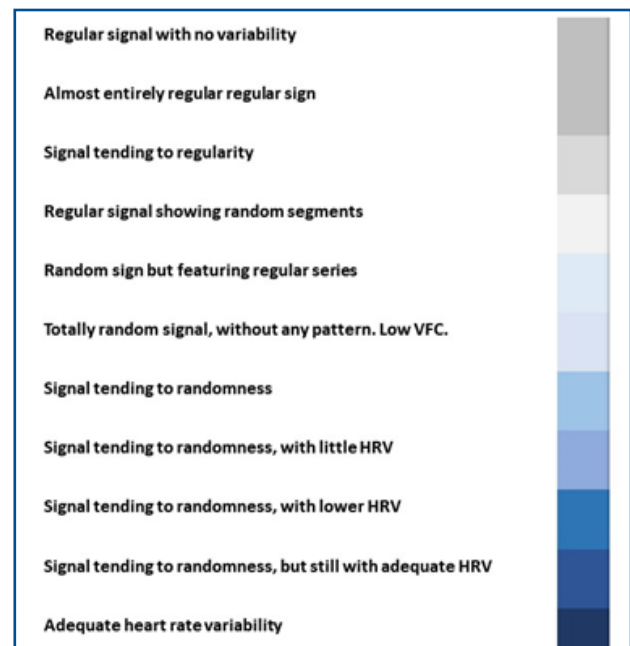 Regular signal with no variability
Almost entirely regular regular sign
Signal tending to regularity
Regular signal showing random segments
Random sign but featuring regular series
Totally random signal, without any pattern. Low VFC.
Signal tending to randomness
Signal tending to randomness, with little HRV
Signal tending to randomness, with lower HRV
Signal tending to randomness, but still with adequate HRV
Adequate heart rate variability